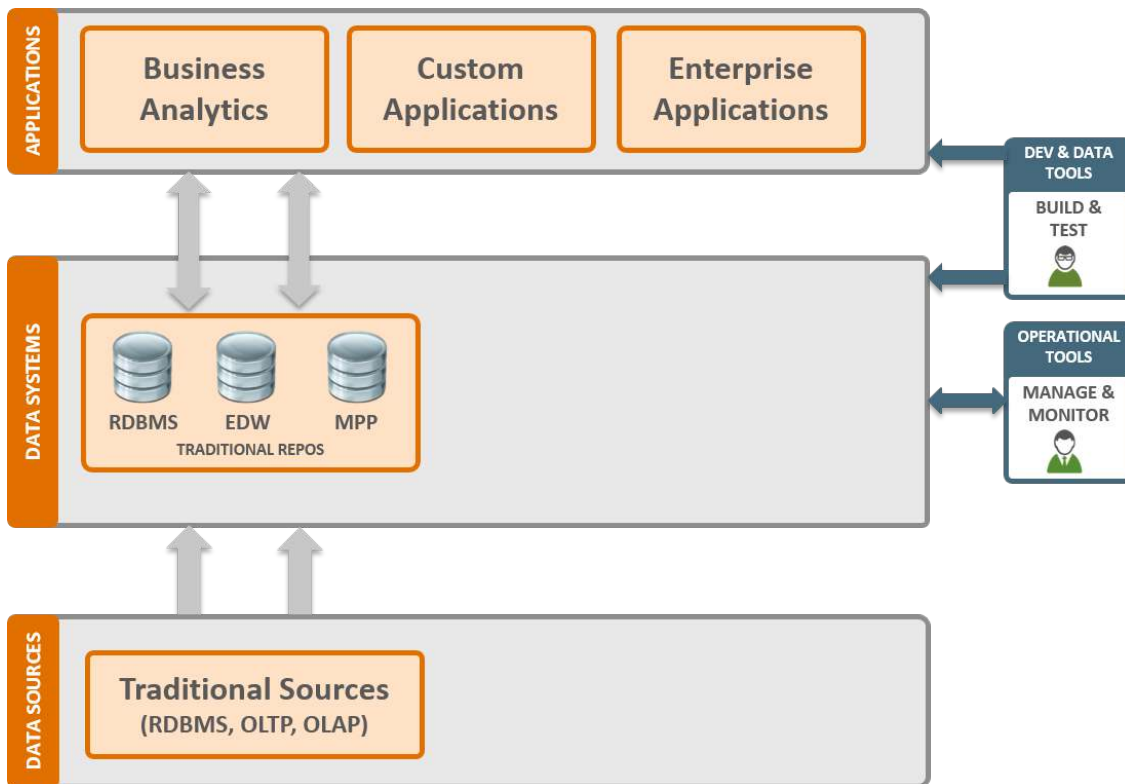 APPLICATIONS
Business
Analytics
Custom
Applications
Enterprise
Applications
DEV & DATA
TOOLS
BUILD &
TEST
DATA SYSTEMS
RDBMS
EDW
MPP
TRADITIONAL REPOS
OPERATIONAL
TOOLS
MANAGE &
MONITOR
DATA SOURCES
Traditional Sources
(RDBMS, OLTP, OLAP)